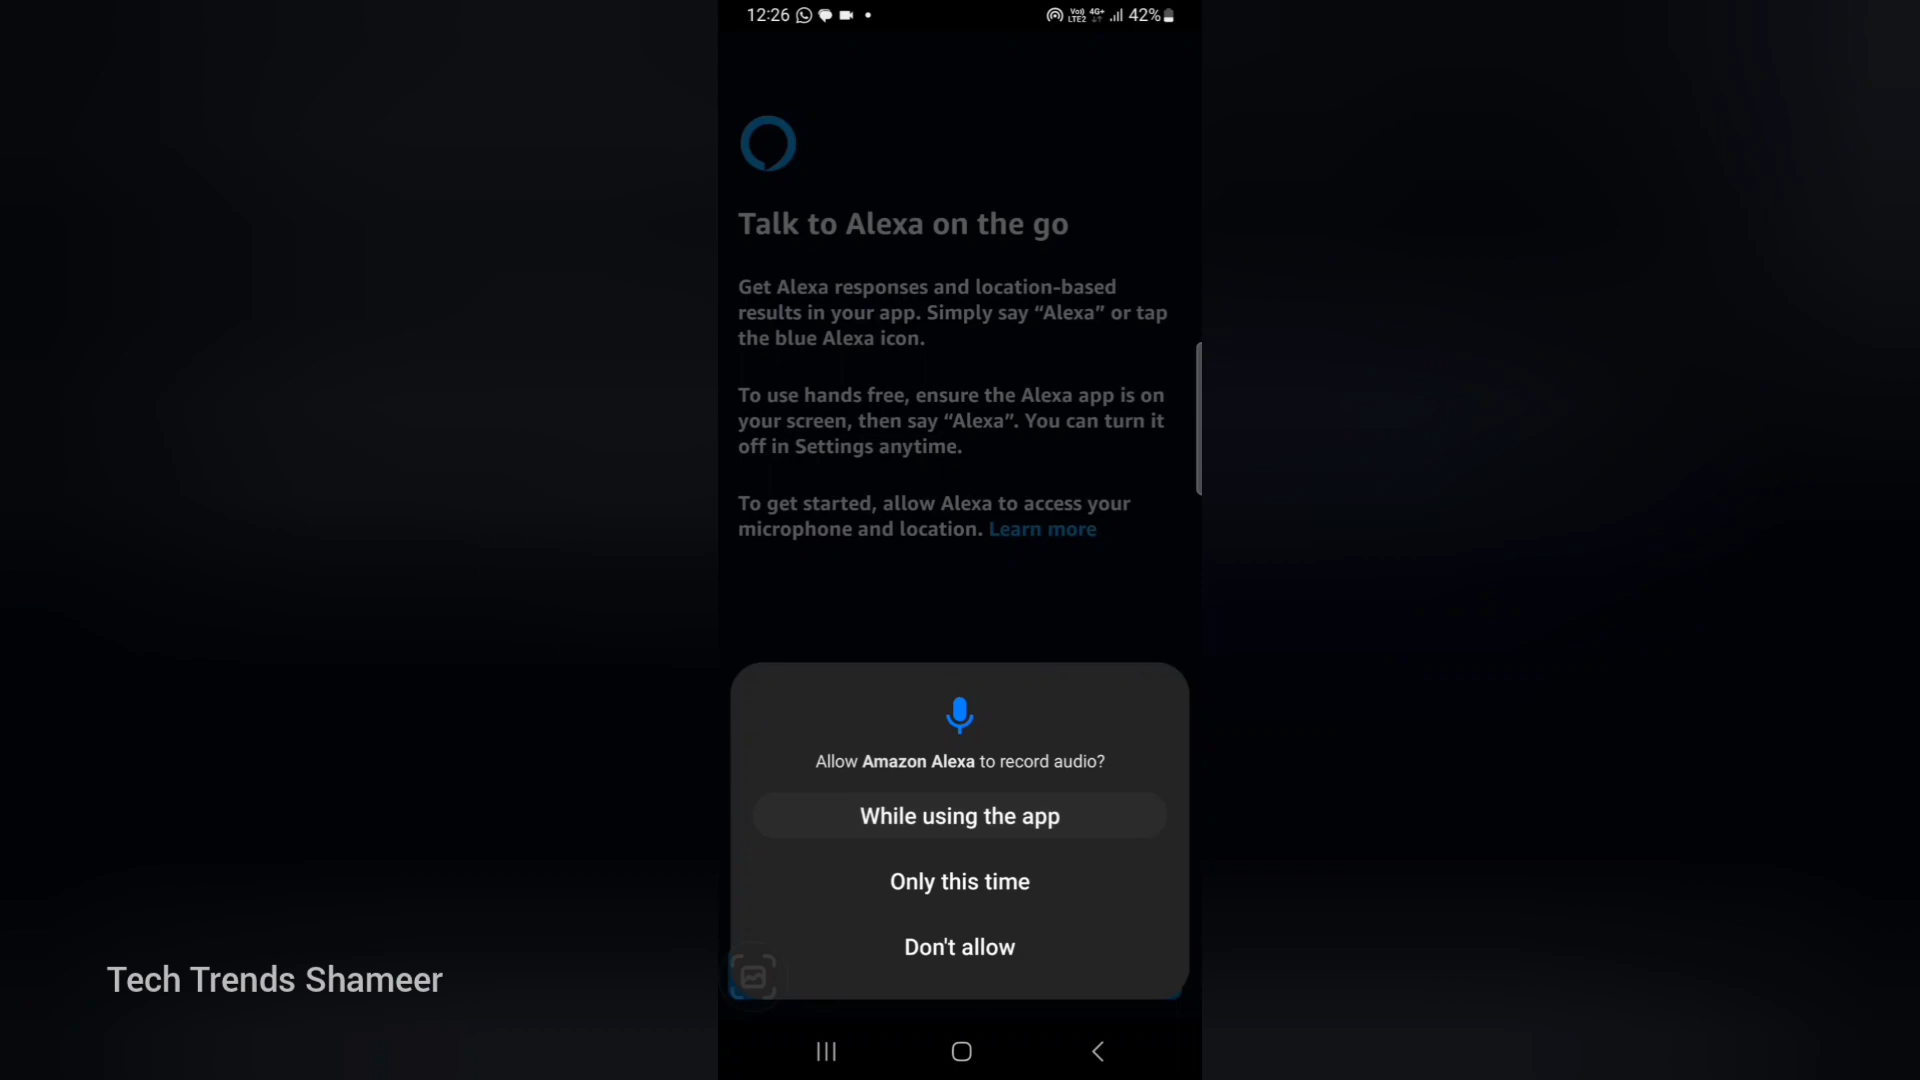 12:26
Vo) 4G+
LTE2
42%
Talk to Alexa on the go
Get Alexa responses and location-based
results in your app. Simply say “Alexa” or tap
the blue Alexa icon.
To use hands free, ensure the Alexa app is on
your screen, then say “Alexa”. You can turn it
off in Settings anytime.
To get started, allow Alexa to access your
microphone and location. Learn more
Allow Amazon Alexa to record audio?
While using the app
Only this time
Don't allow
Tech Trends Shameer